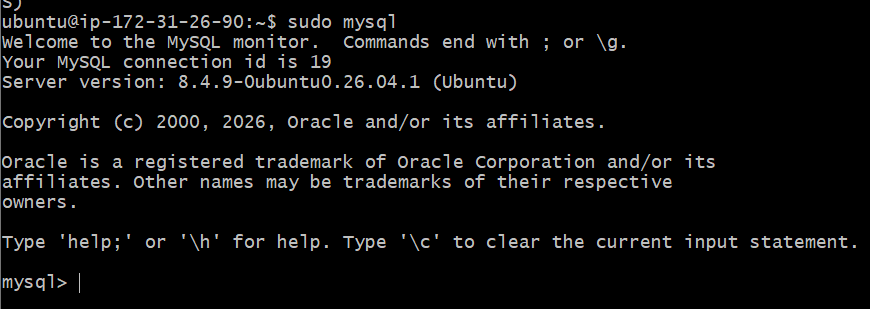 s)
ubuntu@ip-172-31-26-90:~$ sudo mysql
Welcome to the MySQL monitor.  Commands end with ; or \g.
Your MySQL connection id is 19
Server version: 8.4.9-0ubuntu0.26.04.1 (Ubuntu)

Copyright (c) 2000, 2026, Oracle and/or its affiliates.

Oracle is a registered trademark of Oracle Corporation and/or its
affiliates. Other names may be trademarks of their respective
owners.

Type 'help;' or '\h' for help. Type '\c' to clear the current input statement.

mysql>